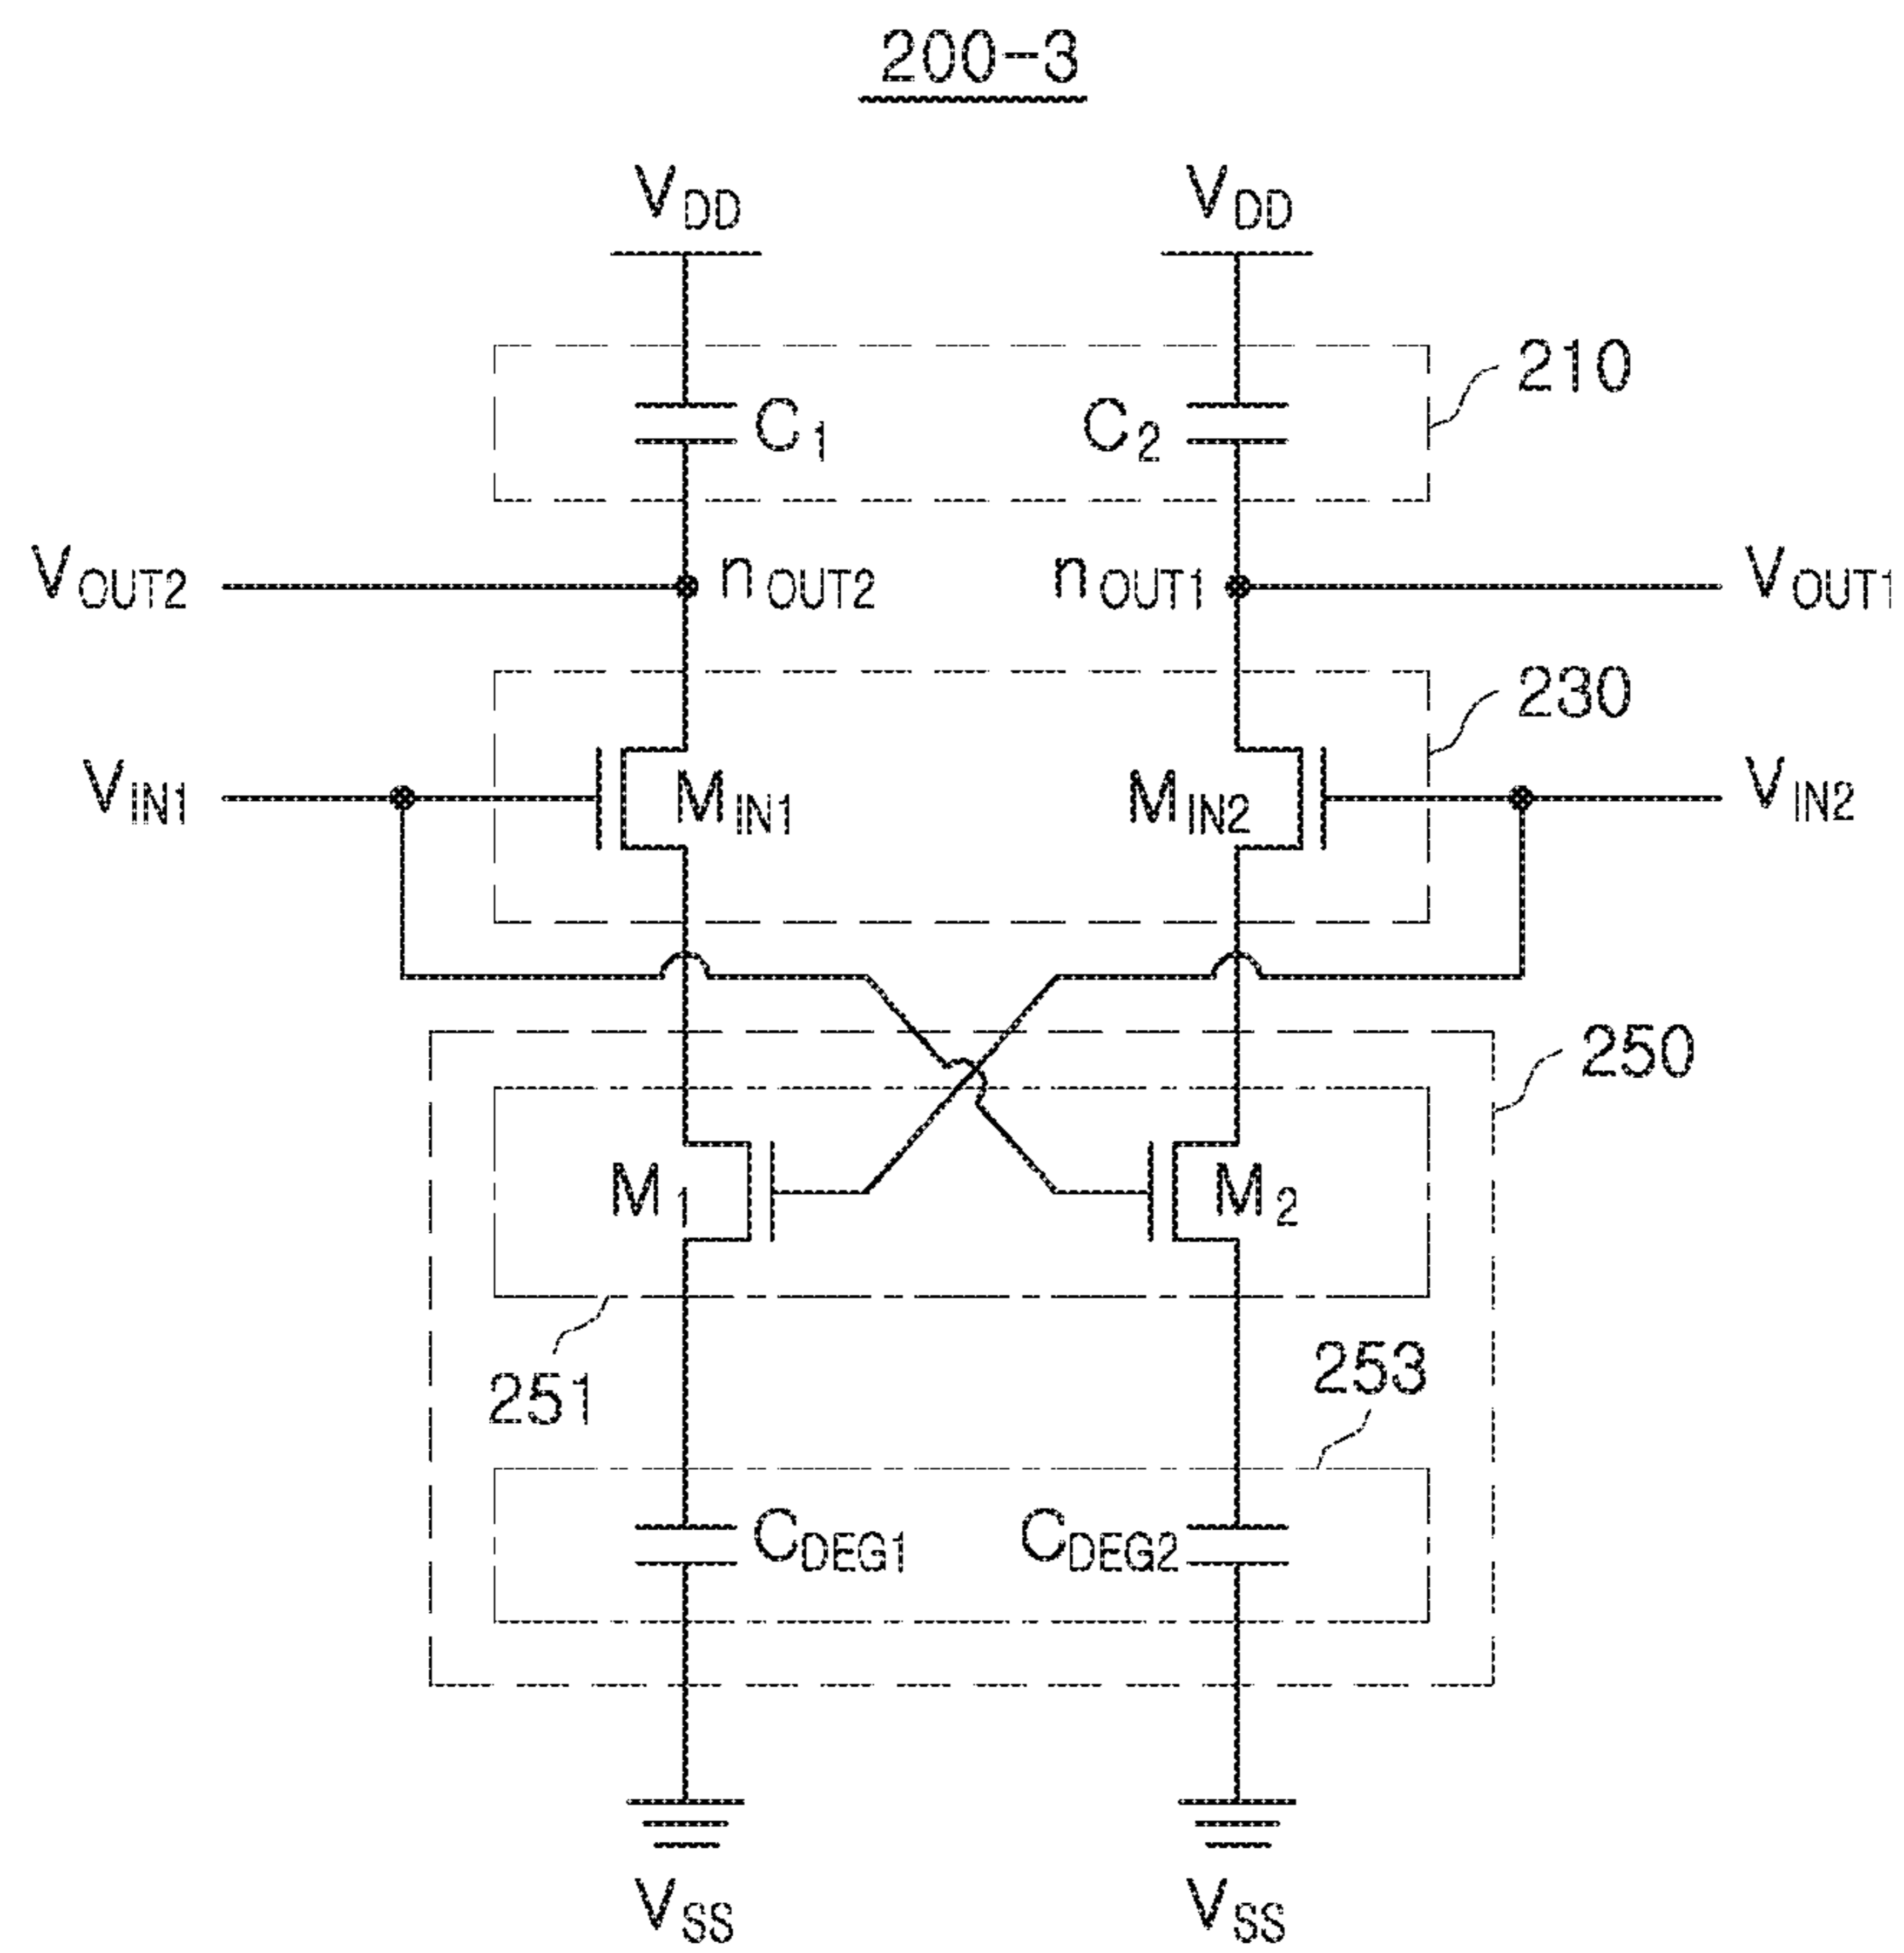 200-3
VDD VDD
210
C1 C2
VOUT2 nOUT2 nOUT1 VOUT1
230
VIN1 MIN1 MIN2 VIN2
250
M1 M2
251 253
CDEG1 CDEG2
VSS VSS